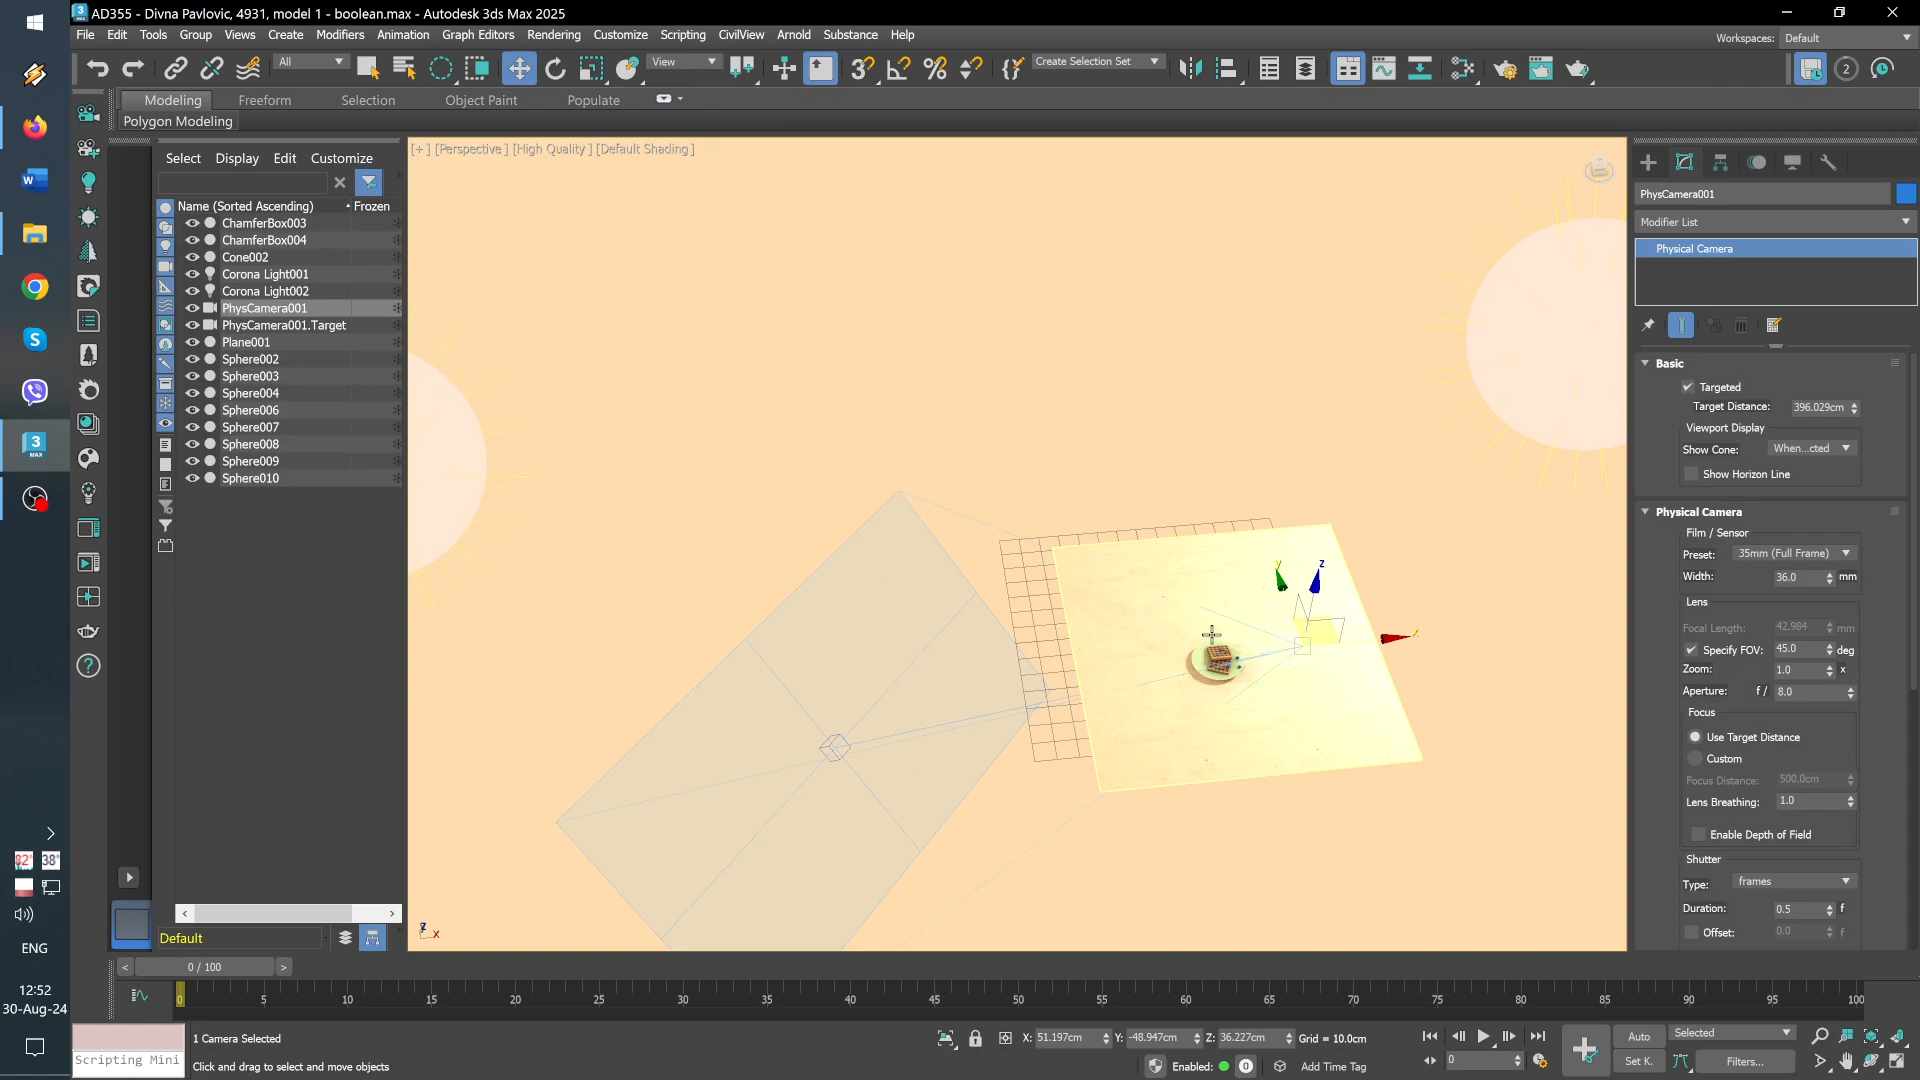 AD355 - Divna Pavlovic, 4931, model 1 - boolean.max - Autodesk 3ds Max 2025
File Edit Tools Group Views Create Modifiers Animation Graph Editors Rendering Customize Scripting CivilView Arnold Substance Help
Workspaces: Default
All
View
Create Selection Set
2
Modeling Freeform Selection Object Paint Populate
Polygon Modeling
Select Display Edit Customize
[+] [Perspective] [High Quality] [Default Shading]
Name (Sorted Ascending) Frozen
ChamferBox003
ChamferBox004
Cone002
Corona Light001
Corona Light002
PhysCamera001
PhysCamera001.Target
Plane001
Sphere002
Sphere003
Sphere004
Sphere006
Sphere007
Sphere008
Sphere009
Sphere010
Default
z
y
x
PhysCamera001
Modifier List
Physical Camera
Basic
Targeted
Target Distance: 396.029cm
Viewport Display
Show Cone: When...cted
Show Horizon Line
Physical Camera
Film / Sensor
Preset: 35mm (Full Frame)
Width: 36.0 mm
Lens
Focal Length: 42.984 mm
Specify FOV: 45.0 deg
Zoom: 1.0 x
Aperture: f / 8.0
Focus
Use Target Distance
Custom
Focus Distance: 500.0cm
Lens Breathing: 1.0
Enable Depth of Field
Shutter
Type: frames
Duration: 0.5 f
Offset: 0.0 f
3
MAX
82° 38°
ENG
12:52
30-Aug-24
0 / 100
0 5 10 15 20 25 30 35 40 45 50 55 60 65 70 75 80 85 90 95 100
1 Camera Selected
Click and drag to select and move objects
Scripting Mini
X: 51.197cm Y: -48.947cm Z: 36.227cm Grid = 10.0cm
Enabled: 0 Add Time Tag
0
Auto Selected
Set K. Filters...